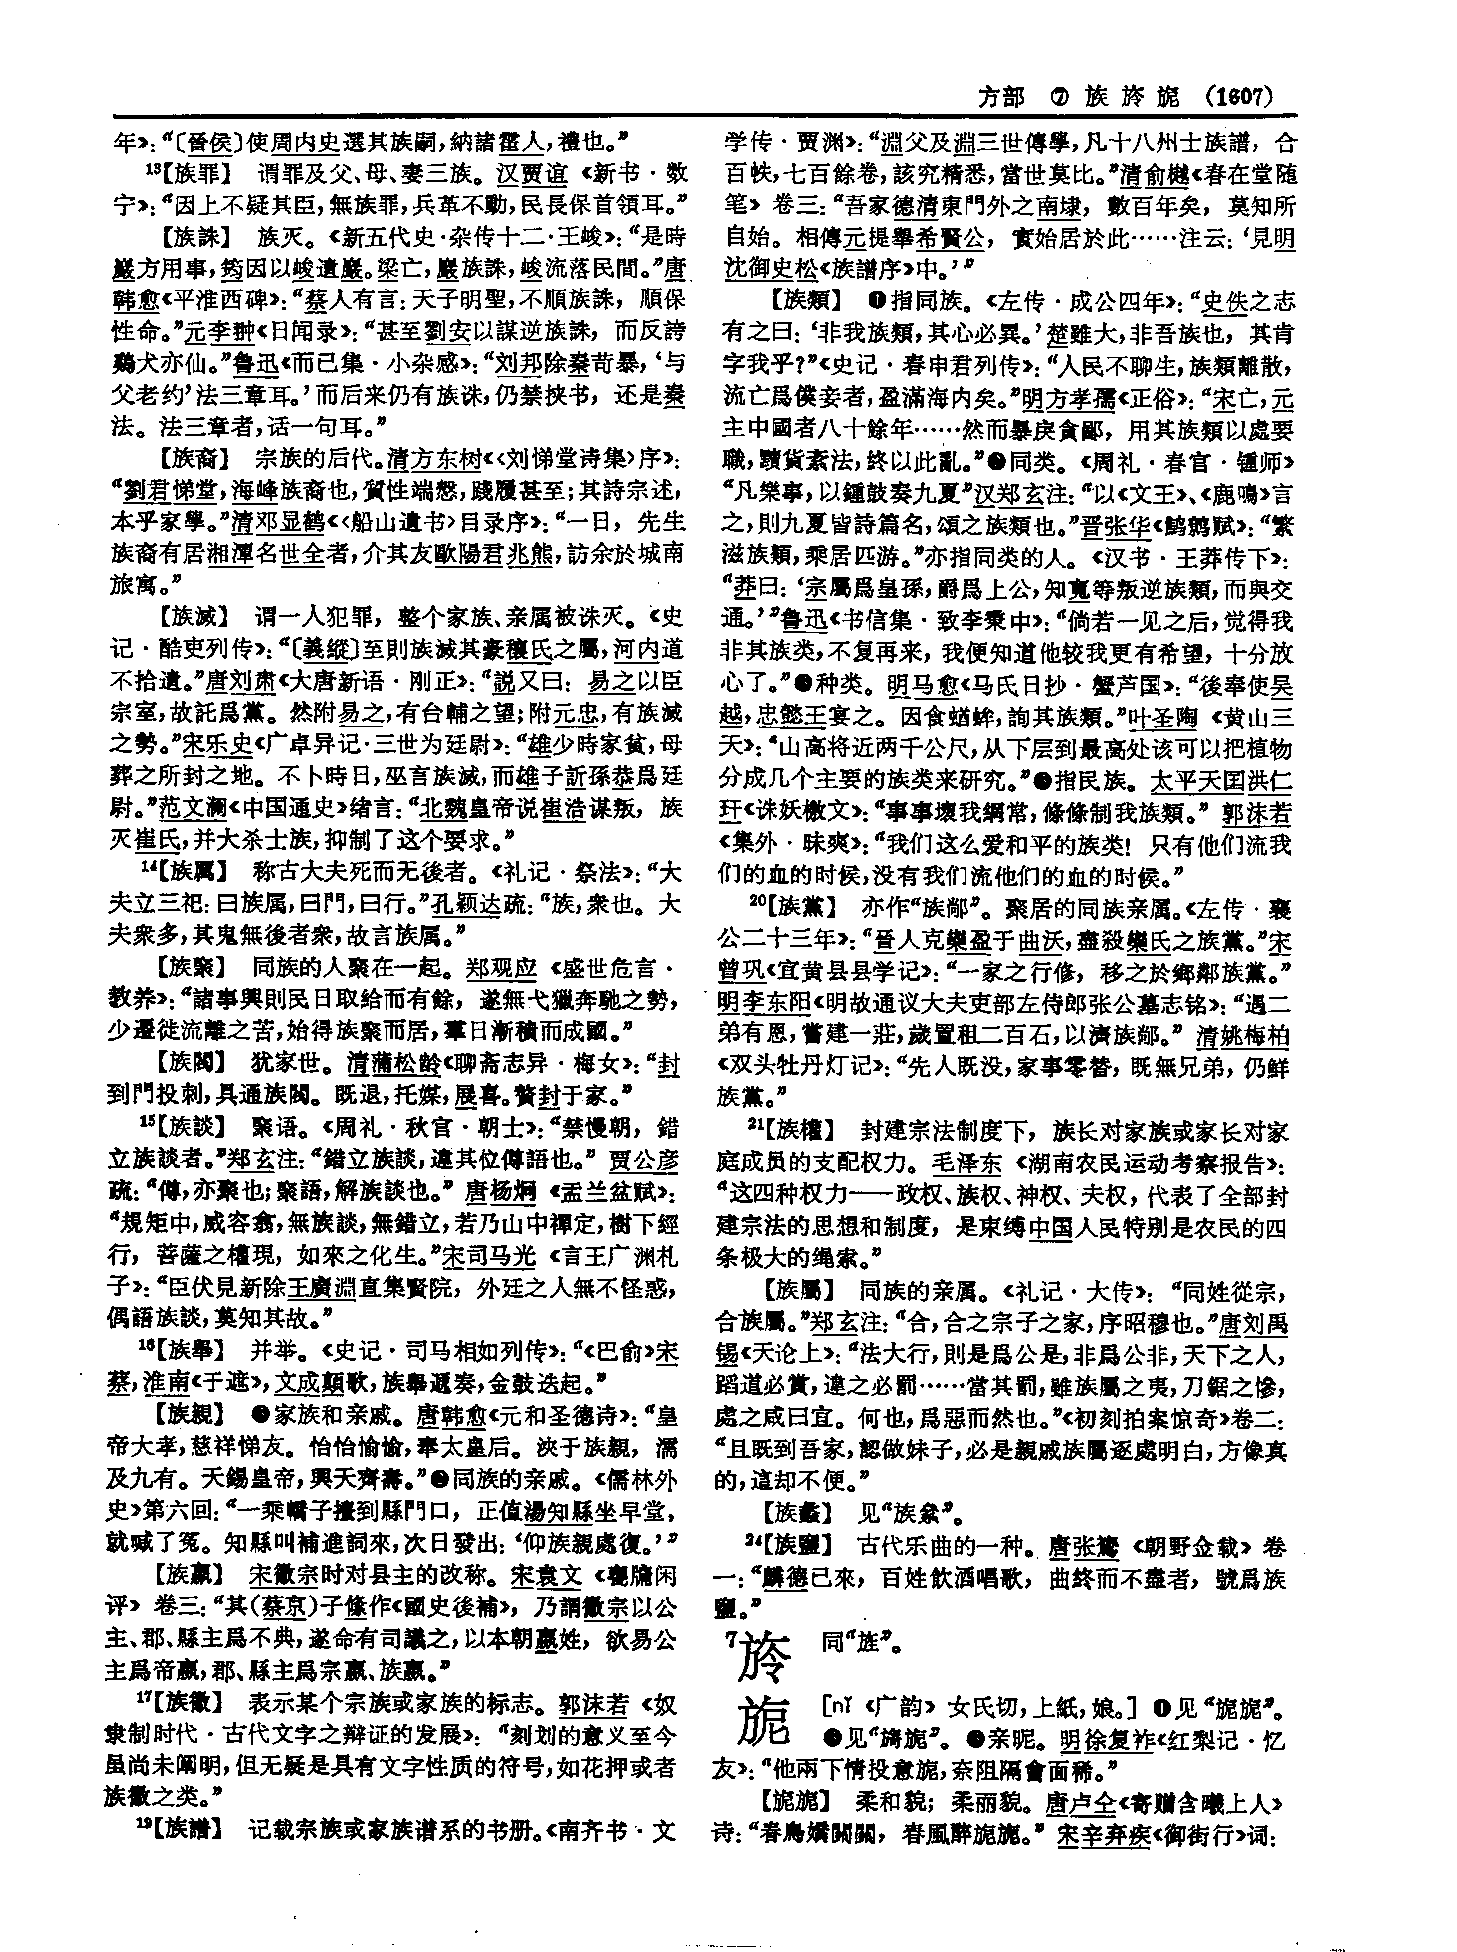 方部 ⑦ 族 旍 旎 (1607)
年》：“〔晉侯〕使周内史選其族嗣，納諸霍人，禮也。”
¹³【族罪】 谓罪及父、母、妻三族。汉贾谊《新书·数
宁》：“因上不疑其臣，無族罪，兵革不動，民長保首領耳。”
【族誅】 族灭。《新五代史·杂传十二·王峻》：“是時
巖方用事，筠因以峻遺巖。梁亡，巖族誅，峻流落民間。”唐
韩愈《平淮西碑》：“蔡人有言：天子明聖，不順族誅，順保
性命。”元李翀《日闻录》：“甚至劉安以謀逆族誅，而反誇
鷄犬亦仙。”鲁迅《而已集·小杂感》：“刘邦除秦苛暴，‘与
父老约’法三章耳。’而后来仍有族诛，仍禁挟书，还是秦
法。法三章者，话一句耳。”
【族裔】 宗族的后代。清方东树《〈刘悌堂诗集〉序》：
“劉君悌堂，海峰族裔也，質性端慤，踐履甚至；其詩宗述，
本乎家學。”清邓显鹤《〈船山遺书〉目录序》：“一日，先生
族裔有居湘潭名世全者，介其友歐陽君兆熊，訪余於城南
旅寓。”
【族滅】 谓一人犯罪，整个家族、亲属被诛灭。《史
记·酷吏列传》：“〔義縱〕至則族滅其豪穰氏之屬，河内道
不拾遺。”唐刘肃《大唐新语·刚正》：“説又曰：易之以臣
宗室，故託爲黨。然附易之，有台輔之望；附元忠，有族滅
之勢。”宋乐史《广卓异记·三世为廷尉》：“雄少時家貧，母
葬之所封之地。不卜時日，巫言族滅，而雄子訢孫恭爲廷
尉。”范文澜《中国通史》绪言：“北魏皇帝说崔浩谋叛，族
灭崔氏，并大杀士族，抑制了这个要求。”
¹⁴【族厲】 称古大夫死而无後者。《礼记·祭法》：“大
夫立三祀：曰族厲，曰門，曰行。”孔颖达疏：“族，衆也。大
夫衆多，其鬼無後者衆，故言族厲。”
【族聚】 同族的人聚在一起。郑观应《盛世危言·
教养》：“諸事興則民日取給而有餘，遂無弋獵奔馳之勢，
少遷徙流離之苦，始得族聚而居，羣日漸積而成國。”
【族閥】 犹家世。清蒲松龄《聊斋志异·梅女》：“封
到門投刺，具通族閥。既退，托媒，展喜。贅封于家。”
¹⁵【族談】 聚语。《周礼·秋官·朝士》：“禁慢朝，錯
立族談者。”郑玄注：“錯立族談，違其位僔語也。”贾公彦
疏：“僔，亦聚也；聚語，解族談也。”唐杨炯《盂兰盆赋》：
“規矩中，威容翕，無族談，無錯立，若乃山中禪定，樹下經
行，菩薩之權現，如來之化生。”宋司马光《言王广渊札
子》：“臣伏見新除王廣淵直集賢院，外廷之人無不怪惑，
偶語族談，莫知其故。”
¹⁶【族舉】 并举。《史记·司马相如列传》：“《巴俞》宋
蔡，淮南《于遮》，文成顛歌，族舉遞奏，金鼓迭起。”
【族親】 ❶家族和亲戚。唐韩愈《元和圣德诗》：“皇
帝大孝，慈祥悌友。怡怡愉愉，奉太皇后。浹于族親，濡
及九有。天錫皇帝，與天齊壽。”❷同族的亲戚。《儒林外
史》第六回：“一乘轎子擡到縣門口，正值湯知縣坐早堂，
就喊了冤。知縣叫補進詞來，次日發出：‘仰族親處復。’”
【族嬴】 宋徽宗时对县主的改称。宋袁文《甕牖闲
评》卷三：“其（蔡京）子絛作《國史後補》，乃謂徽宗以公
主、郡、縣主爲不典，遂命有司議之，以本朝嬴姓，欲易公
主爲帝嬴，郡、縣主爲宗嬴、族嬴。”
¹⁷【族徽】 表示某个宗族或家族的标志。郭沫若《奴
隶制时代·古代文字之辩证的发展》：“刻划的意义至今
虽尚未阐明，但无疑是具有文字性质的符号，如花押或者
族徽之类。”
¹⁹【族譜】 记载宗族或家族谱系的书册。《南齐书·文
学传·贾渊》：“淵父及淵三世傳學，凡十八州士族譜，合
百帙，七百餘卷，該究精悉，當世莫比。”清俞樾《春在堂随
笔》卷三：“吾家德清東門外之南埭，數百年矣，莫知所
自始。相傳元提舉希賢公，實始居於此……注云：‘見明
沈御史松《族譜序》中。’”
【族類】 ❶指同族。《左传·成公四年》：“史佚之志
有之曰：‘非我族類，其心必異。’楚雖大，非吾族也，其肯
字我乎？”《史记·春申君列传》：“人民不聊生，族類離散，
流亡爲僕妾者，盈滿海内矣。”明方孝孺《正俗》：“宋亡，元
主中國者八十餘年……然而暴戾貪鄙，用其族類以處要
職，黷貨紊法，終以此亂。”❷同类。《周礼·春官·锺师》
“凡樂事，以鍾鼓奏九夏”汉郑玄注：“以《文王》、《鹿鳴》言
之，則九夏皆詩篇名，頌之族類也。”晋张华《鹪鹩赋》：“繁
滋族類，乘居匹游。”亦指同类的人。《汉书·王莽传下》：
“莽曰：‘宗屬爲皇孫，爵爲上公，知寬等叛逆族類，而與交
通。’”鲁迅《书信集·致李秉中》：“倘若一见之后，觉得我
非其族类，不复再来，我便知道他较我更有希望，十分放
心了。”❸种类。明马愈《马氏日抄·蟹芦国》：“後奉使吴
越，忠懿王宴之。因食蝤蛑，詢其族類。”叶圣陶《黄山三
天》：“山高将近两千公尺，从下层到最高处该可以把植物
分成几个主要的族类来研究。”❹指民族。太平天囯洪仁
玕《诛妖檄文》：“事事壞我綱常，條條制我族類。”郭沫若
《集外·昧爽》：“我们这么爱和平的族类！只有他们流我
们的血的时候，没有我们流他们的血的时候。”
²⁰【族黨】 亦作“族鄺”。聚居的同族亲属。《左传·襄
公二十三年》：“晉人克欒盈于曲沃，盡殺欒氏之族黨。”宋
曾巩《宜黄县县学记》：“一家之行修，移之於鄉鄰族黨。”
明李东阳《明故通议大夫吏部左侍郎张公墓志铭》：“遇二
弟有恩，嘗建一莊，歲置租二百石，以濟族鄺。”清姚梅柏
《双头牡丹灯记》：“先人既没，家事零替，既無兄弟，仍鮮
族黨。”
²¹【族權】 封建宗法制度下，族长对家族或家长对家
庭成员的支配权力。毛泽东《湖南农民运动考察报告》：
“这四种权力——政权、族权、神权、夫权，代表了全部封
建宗法的思想和制度，是束缚中国人民特别是农民的四
条极大的绳索。”
【族屬】 同族的亲属。《礼记·大传》：“同姓從宗，
合族屬。”郑玄注：“合，合之宗子之家，序昭穆也。”唐刘禹
锡《天论上》：“法大行，則是爲公是，非爲公非，天下之人，
蹈道必賞，違之必罰……當其罰，雖族屬之夷，刀鋸之慘，
處之咸曰宜。何也，爲惡而然也。”《初刻拍案惊奇》卷二：
“且既到吾家，認做妹子，必是親戚族屬逐處明白，方像真
的，這却不便。”
【族蠡】 见“族絫”。
²⁴【族鹽】 古代乐曲的一种。唐张鷟《朝野佥载》卷
一：“麟德已來，百姓飲酒唱歌，曲終而不盡者，號爲族
鹽。”
⁷旍 同“旌”。
旎 ［nǐ《广韵》女氏切，上紙，娘。］❶见“旎旎”。
❷见“旖旎”。❸亲昵。明徐复祚《红梨记·忆
友》：“他兩下情投意旎，奈阻隔會面稀。”
【旎旎】 柔和貌；柔丽貌。唐卢仝《寄赠含曦上人》
诗：“春鳥嬌關關，春風醉旎旎。”宋辛弃疾《御街行》词：